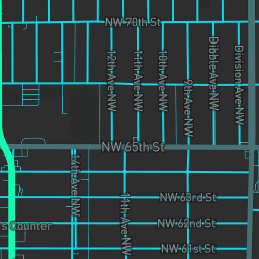 NW 70th St
12th Ave NW
11th Ave NW
10th Ave NW
9th Ave NW
Dibble Ave NW
Division Ave NW
NW 65th St
14th Ave NW
11th Ave NW
NW 63rd St
NW 62nd St
s Counter
NW 61st St